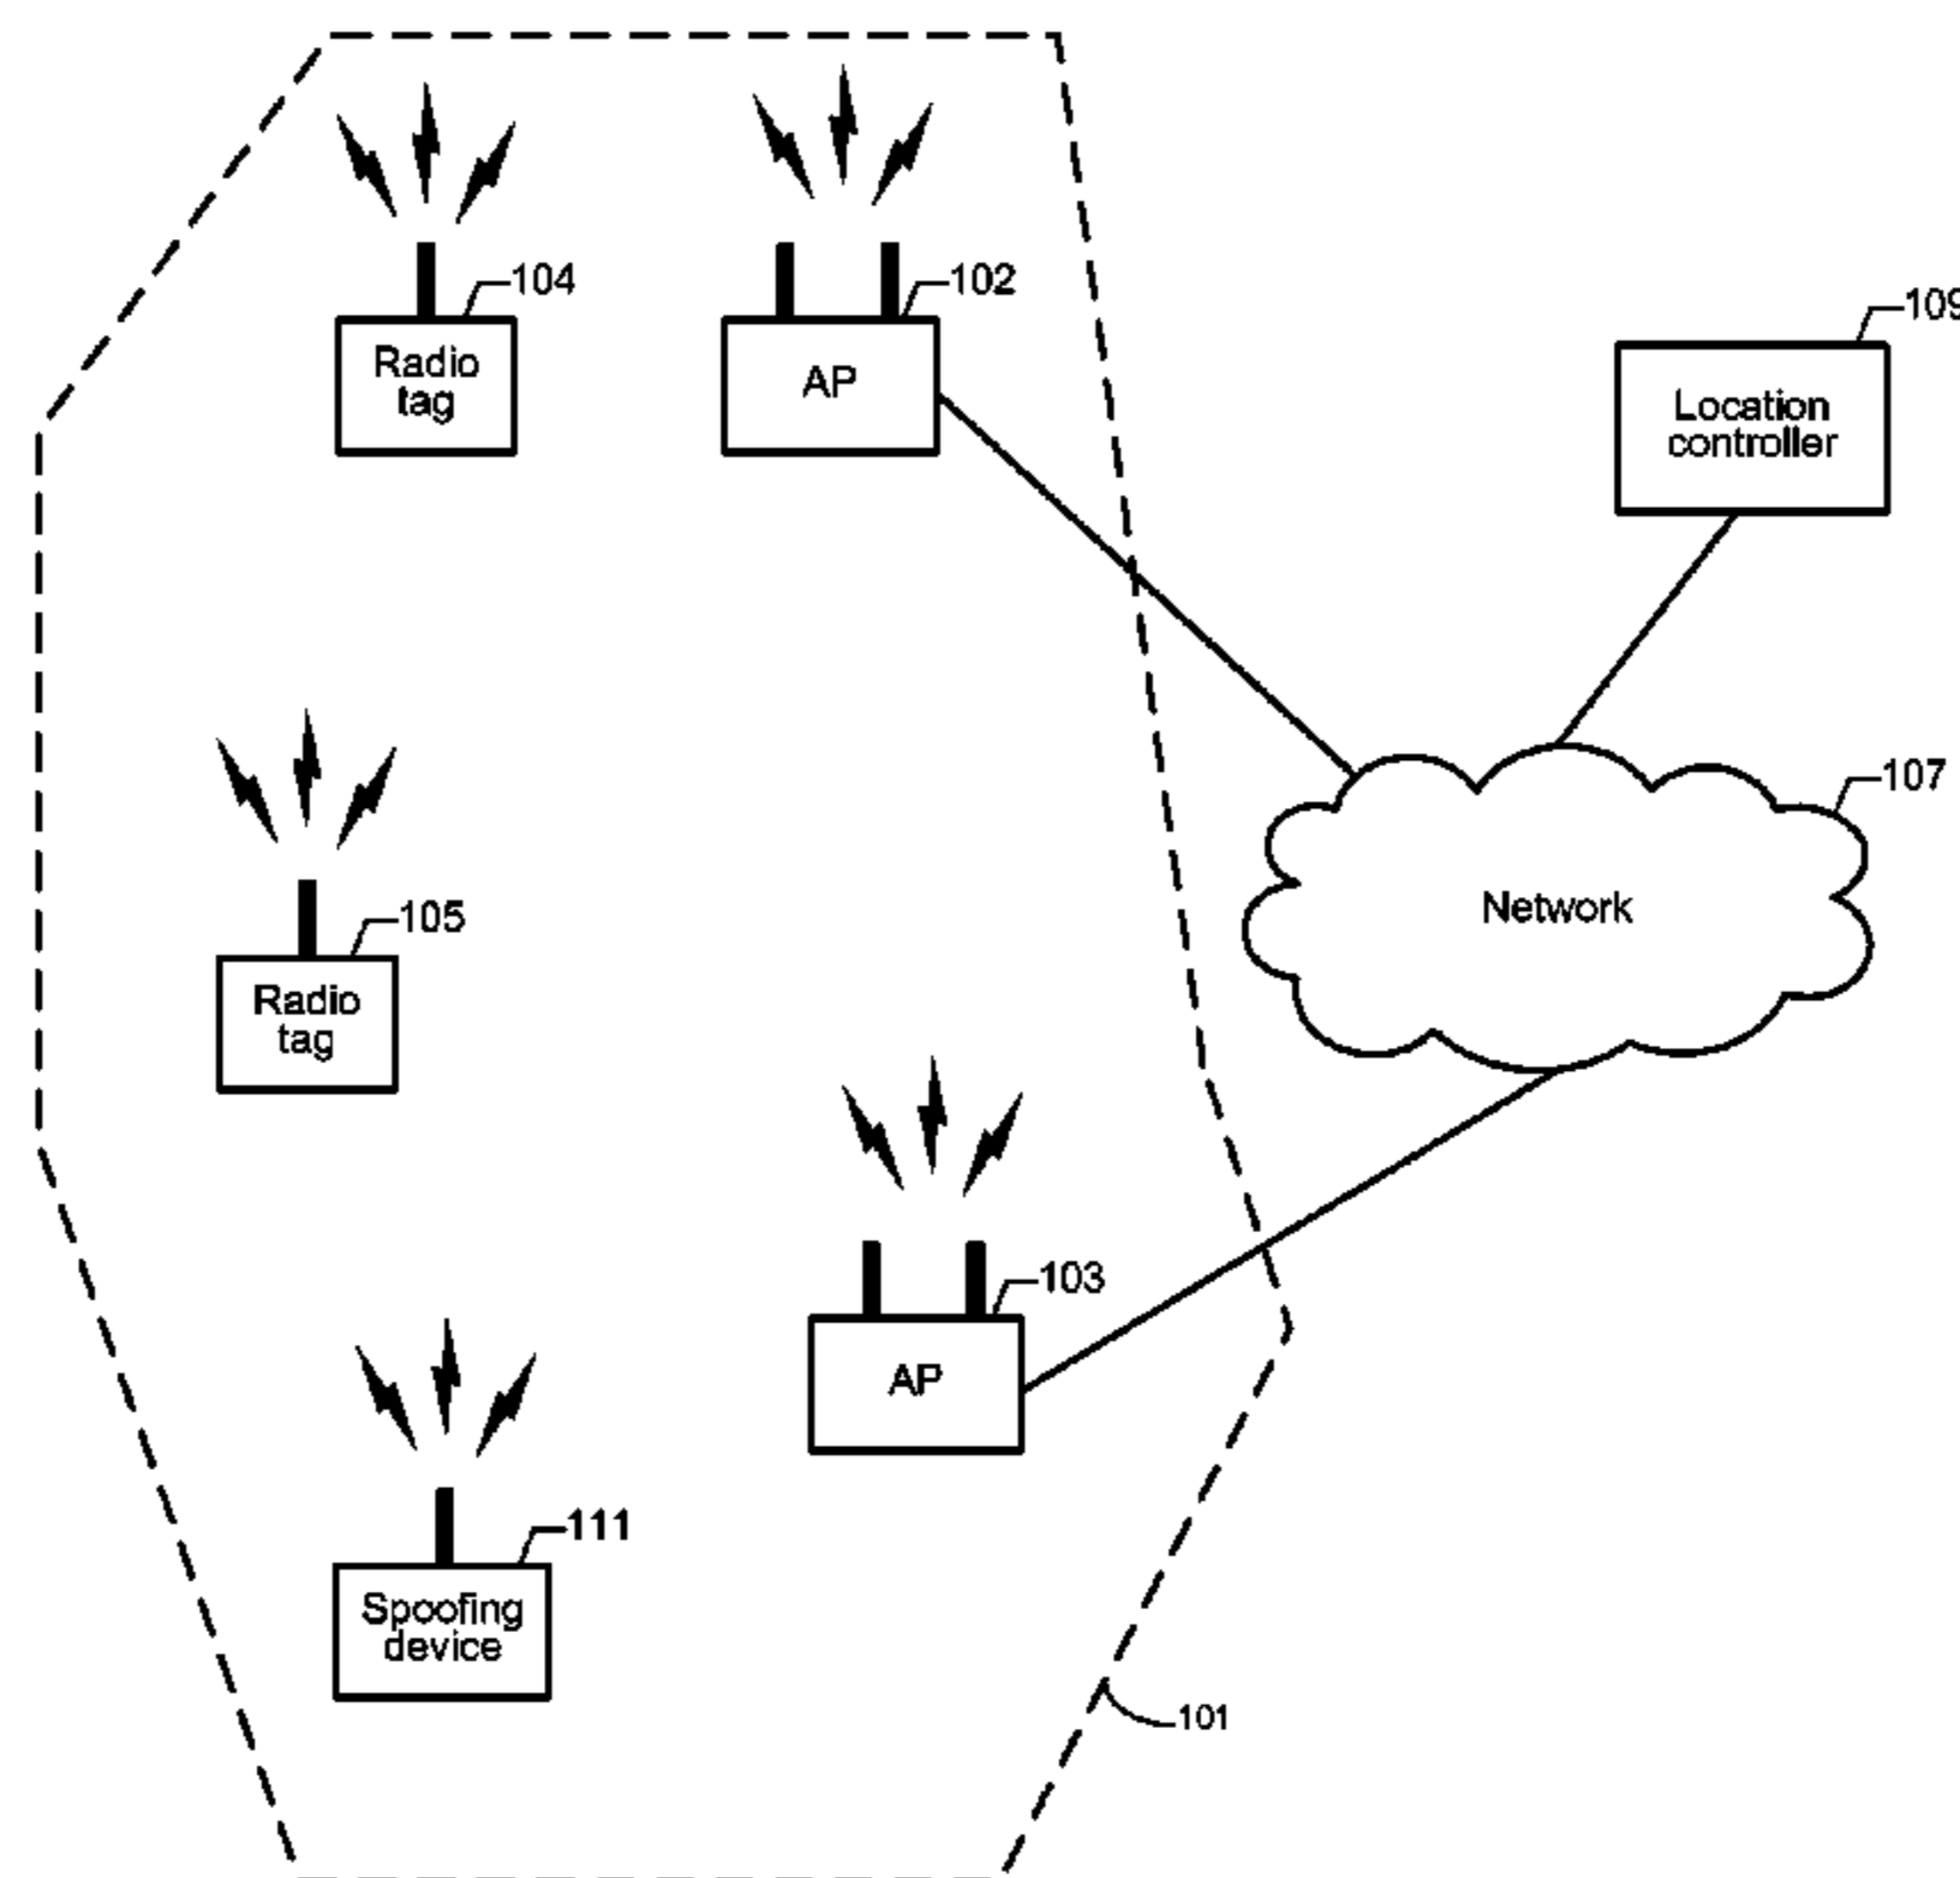 104
Radio
tag
102
AP
109
Location
controller
107
Network
105
Radio
tag
103
AP
111
Spoofing
device
101